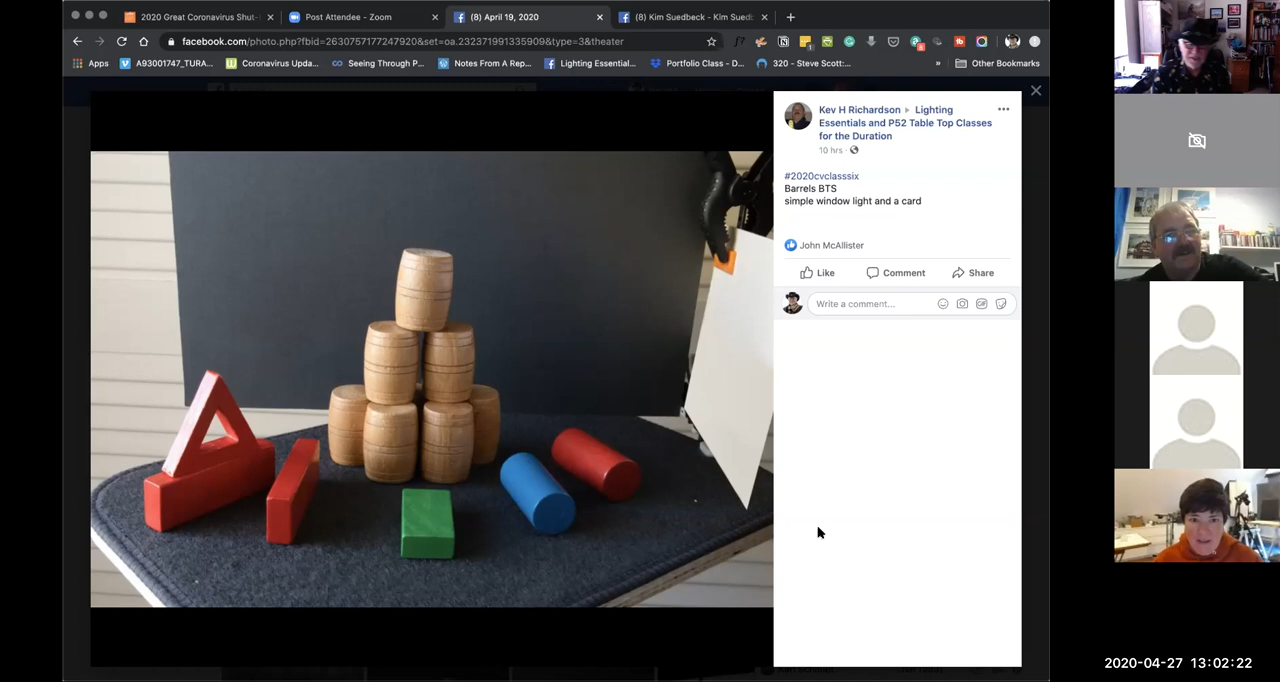 2020 Great Coronavirus Shut-
Post Attendee - Zoom
(8) April 19, 2020
(8) Kim Suedbeck - Kim Suedb
facebook.com/photo.php?fbid=2630757177247920&set=oa.232371991335909&type=3&theater
Apps
A93001747_TURA...
Coronavirus Upda...
Seeing Through P...
Notes From A Rep...
Lighting Essential...
Portfolio Class - D...
320 - Steve Scott:...
»
Other Bookmarks
Kev H Richardson ▸ Lighting
Essentials and P52 Table Top Classes
for the Duration
10 hrs ·
#2020cvclasssix
Barrels BTS
simple window light and a card
John McAllister
Like
Comment
Share
Write a comment...
GIF
2020-04-27 13:02:22